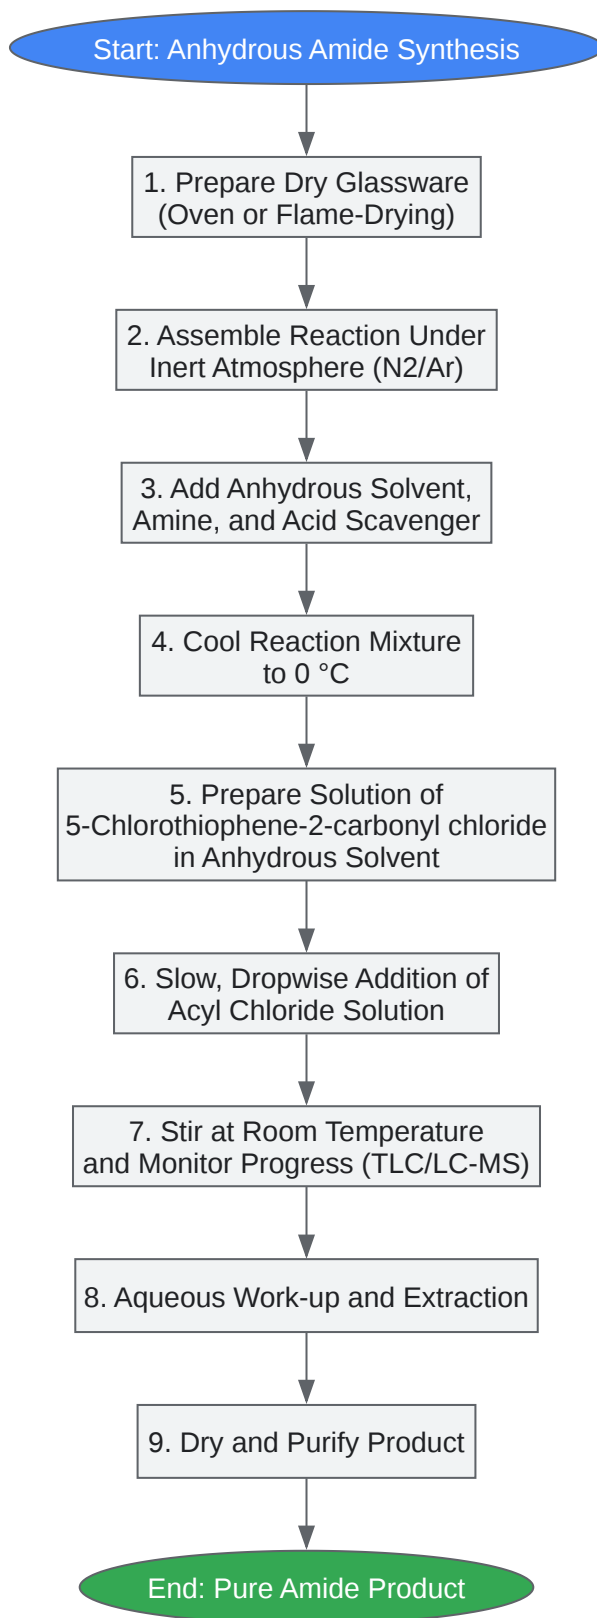 Start: Anhydrous Amide Synthesis
1. Prepare Dry Glassware
(Oven or Flame-Drying)
2. Assemble Reaction Under
Inert Atmosphere (N2/Ar)
3. Add Anhydrous Solvent,
Amine, and Acid Scavenger
4. Cool Reaction Mixture
to 0 °C
5. Prepare Solution of
5-Chlorothiophene-2-carbonyl chloride
in Anhydrous Solvent
6. Slow, Dropwise Addition of
Acyl Chloride Solution
7. Stir at Room Temperature
and Monitor Progress (TLC/LC-MS)
8. Aqueous Work-up and Extraction
9. Dry and Purify Product
End: Pure Amide Product